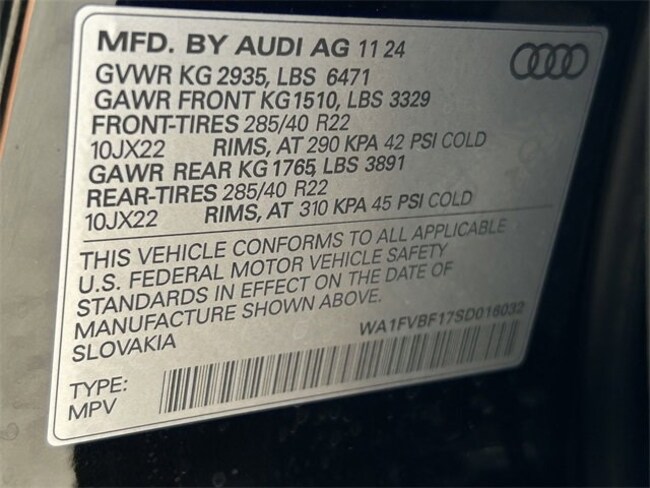 MFD. BY AUDI AG 11 24
GVWR KG 2935, LBS 6471
GAWR FRONT KG 1510, LBS 3329
FRONT-TIRES 285/40 R22
10JX22 RIMS, AT 290 KPA 42 PSI COLD
GAWR REAR KG 1765, LBS 3891
REAR-TIRES 285/40 R22
10JX22 RIMS, AT 310 KPA 45 PSI COLD
THIS VEHICLE CONFORMS TO ALL APPLICABLE
U.S. FEDERAL MOTOR VEHICLE SAFETY
STANDARDS IN EFFECT ON THE DATE OF
MANUFACTURE SHOWN ABOVE.
SLOVAKIA
WA1FVBF17SD016032
TYPE:
MPV